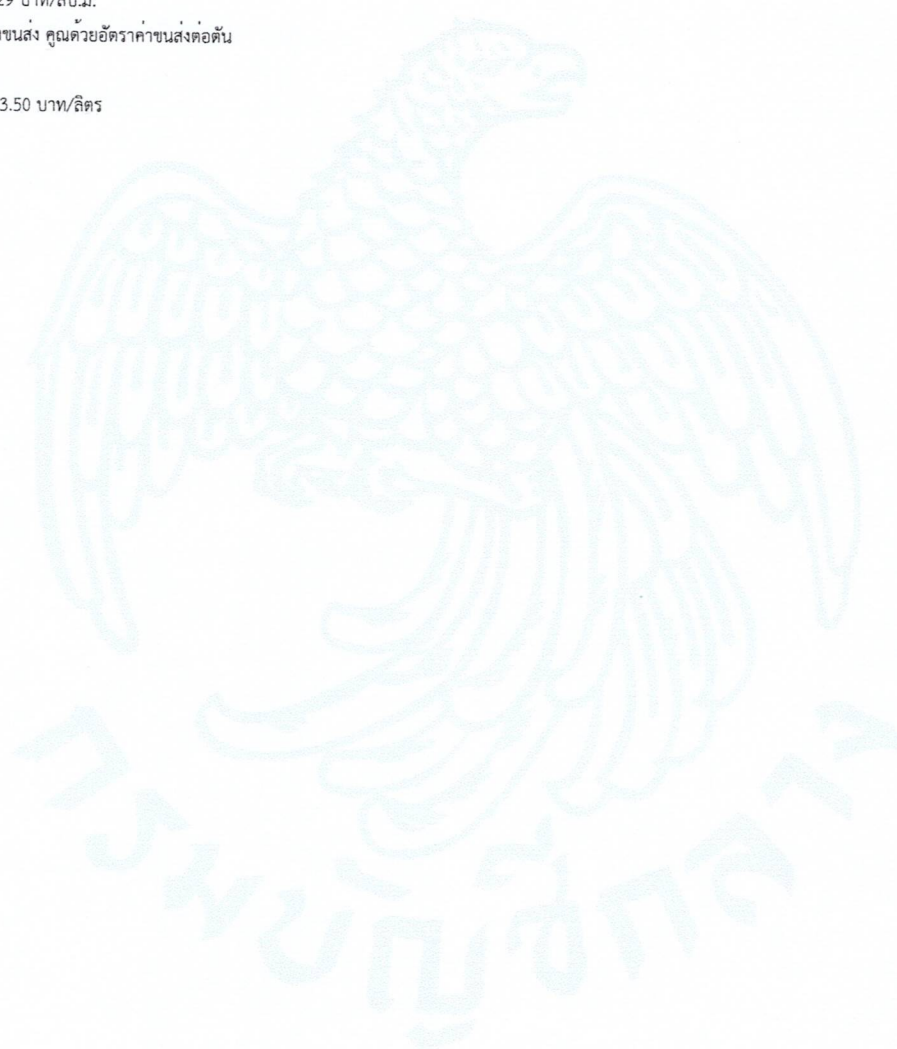 29 บาท/ลบ.ม.
ขนส่ง คูณด้วยอัตราค่าขนส่งต่อตัน
3.50 บาท/ลิตร
กรมบัญชีกลาง